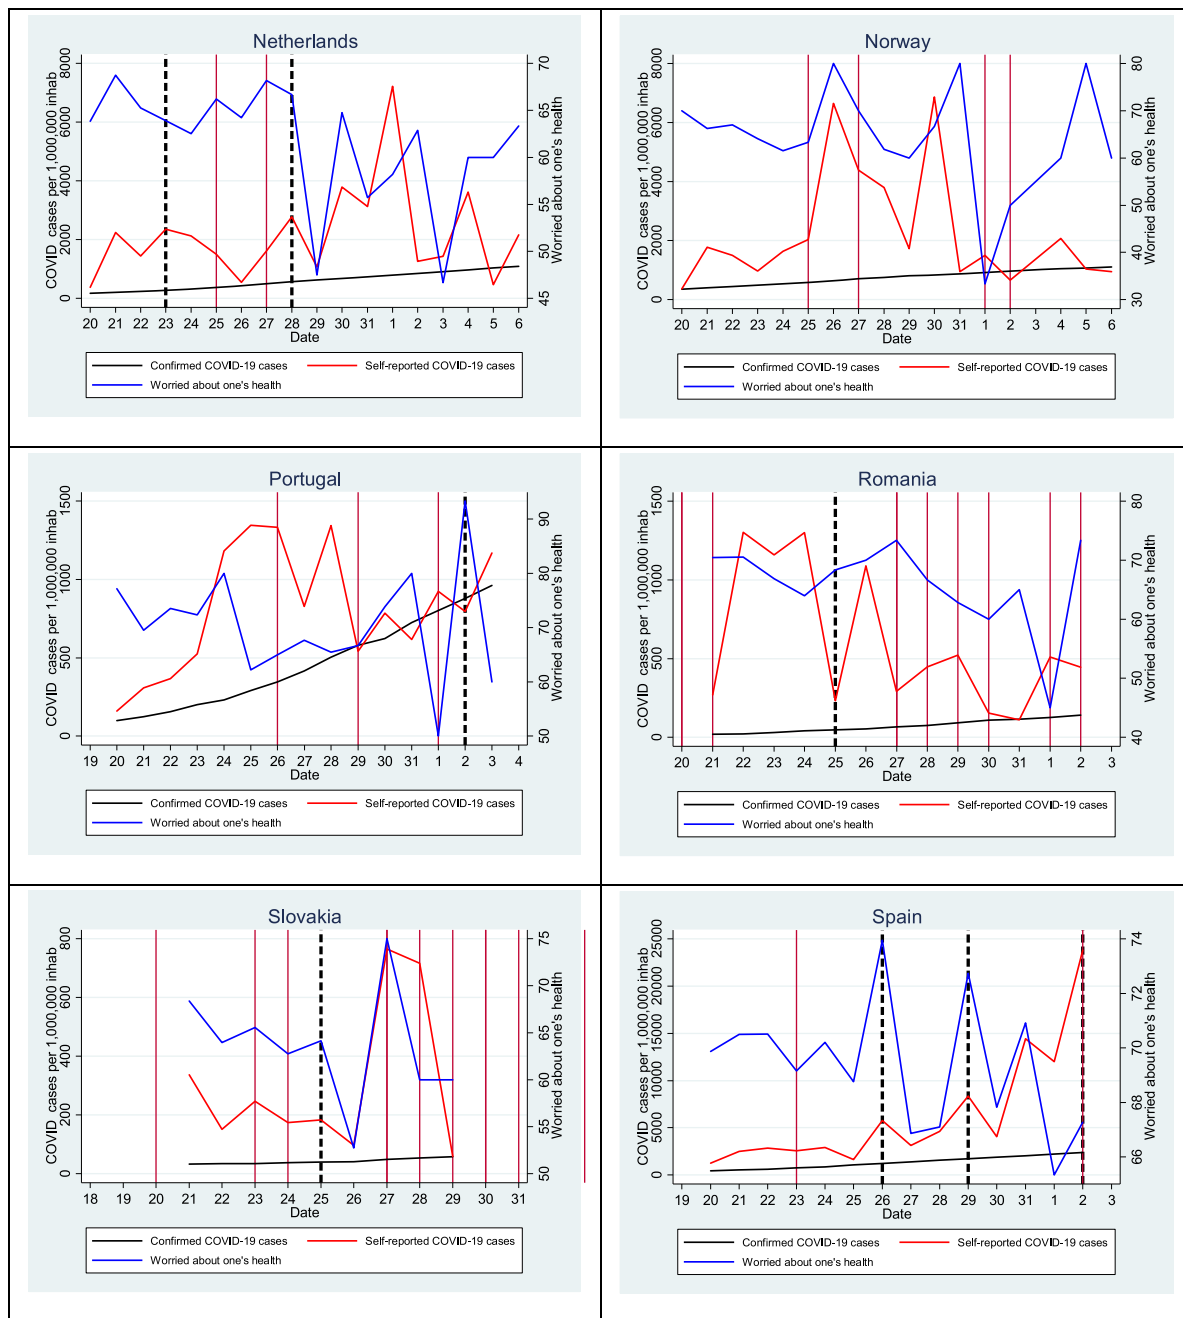 Netherlands
COVID cases per 1,000,000 inhab
0 2000 4000 6000 8000
45 50 55 60 65 70
Worried about one's health
20 21 22 23 24 25 26 27 28 29 30 31 1 2 3 4 5 6
Date
Confirmed COVID-19 cases Self-reported COVID-19 cases
Worried about one's health
Norway
COVID cases per 1,000,000 inhab
0 2000 4000 6000 8000
30 40 50 60 70 80
Worried about one's health
20 21 22 23 24 25 26 27 28 29 30 31 1 2 3 4 5 6
Date
Confirmed COVID-19 cases Self-reported COVID-19 cases
Worried about one's health
Portugal
COVID cases per 1,000,000 inhab
0 500 1000 1500
50 60 70 80 90
Worried about one's health
19 20 21 22 23 24 25 26 27 28 29 30 31 1 2 3 4
Date
Confirmed COVID-19 cases Self-reported COVID-19 cases
Worried about one's health
Romania
COVID cases per 1,000,000 inhab
0 500 1000 1500
40 50 60 70 80
Worried about one's health
20 21 22 23 24 25 26 27 28 29 30 31 1 2 3
Date
Confirmed COVID-19 cases Self-reported COVID-19 cases
Worried about one's health
Slovakia
COVID cases per 1,000,000 inhab
0 200 400 600 800
50 55 60 65 70 75
Worried about one's health
18 19 20 21 22 23 24 25 26 27 28 29 30 31
Date
Confirmed COVID-19 cases Self-reported COVID-19 cases
Worried about one's health
Spain
COVID cases per 1,000,000 inhab
0 5000 10000 15000 20000 25000
66 68 70 72 74
Worried about one's health
19 20 21 22 23 24 25 26 27 28 29 30 31 1 2 3
Date
Confirmed COVID-19 cases Self-reported COVID-19 cases
Worried about one's health